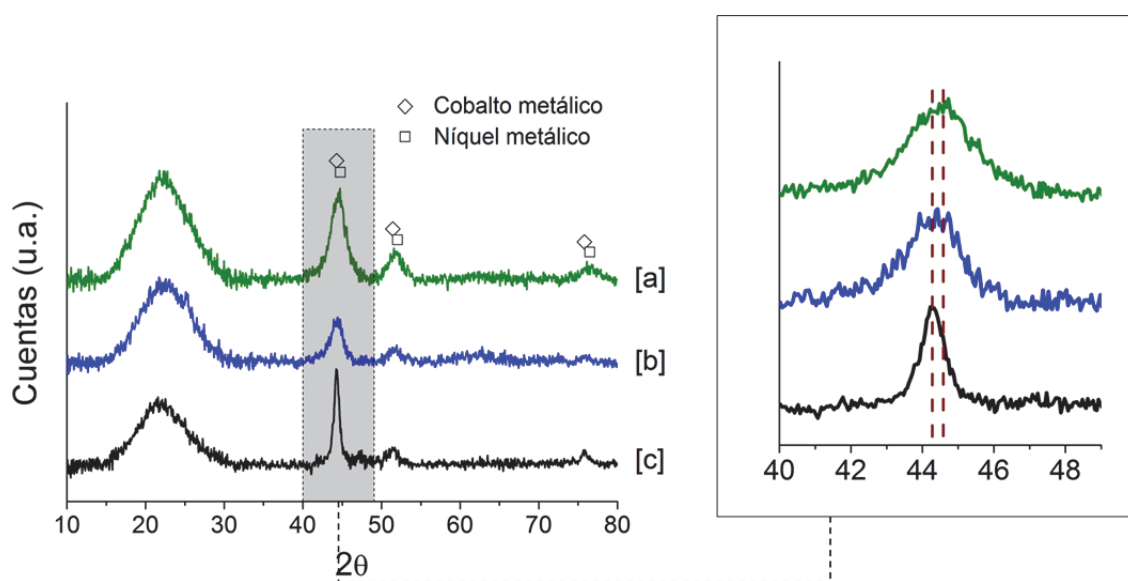 Cuentas (u.a.)
◇ Cobalto metálico
□ Níquel metálico
[a]
[b]
[c]
10 20 30 40 50 60 70 80
2θ
40 42 44 46 48